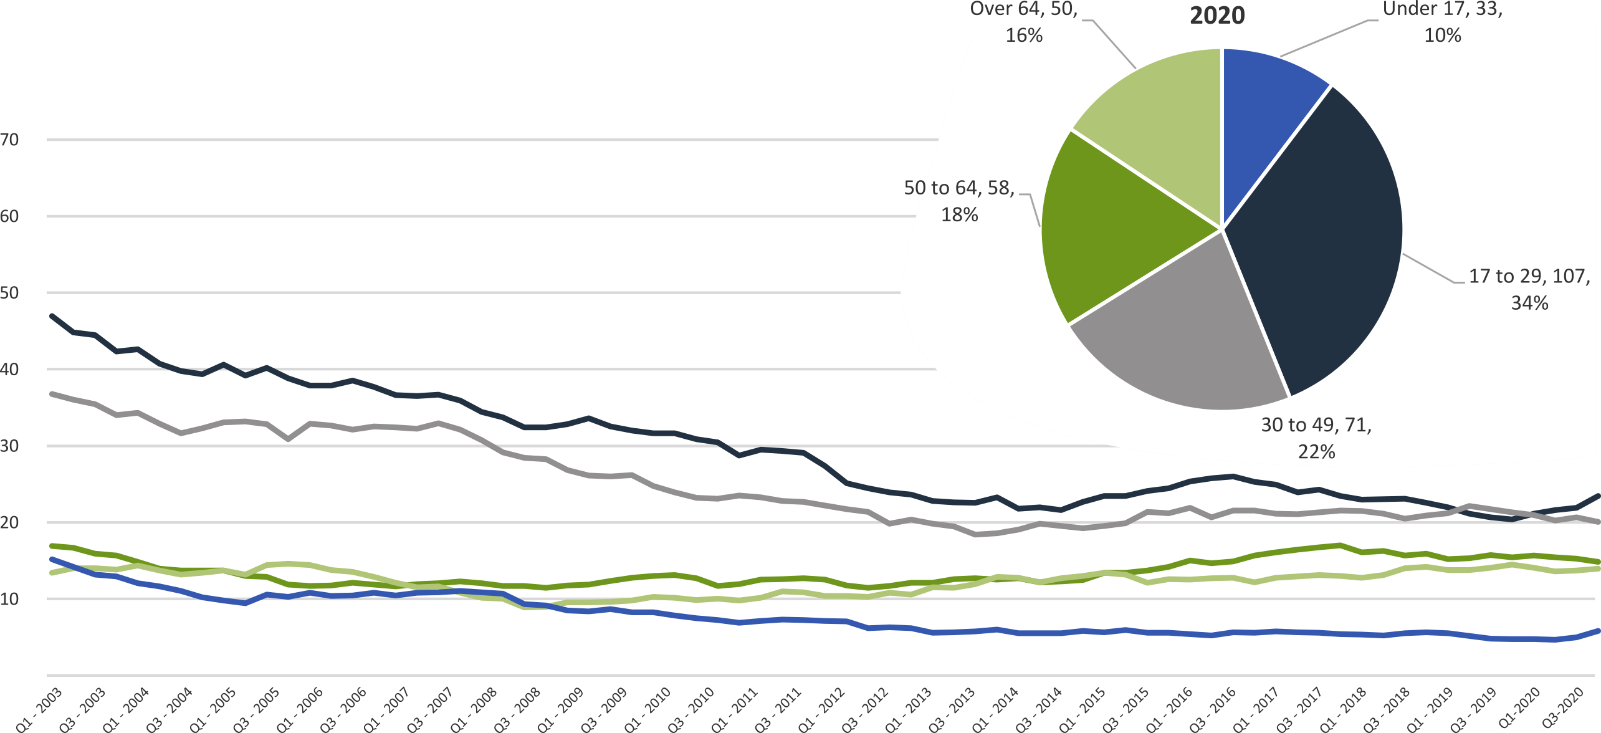 2020
Over 64, 50,
16%
Under 17, 33,
10%
50 to 64, 58,
18%
17 to 29, 107,
34%
30 to 49, 71,
22%
70
60
50
40
30
20
10
Q1 - 2003
Q3 - 2003
Q1 - 2004
Q3 - 2004
Q1 - 2005
Q3 - 2005
Q1 - 2006
Q3 - 2006
Q1 - 2007
Q3 - 2007
Q1 - 2008
Q3 - 2008
Q1 - 2009
Q3 - 2009
Q1 - 2010
Q3 - 2010
Q1 - 2011
Q3 - 2011
Q1 - 2012
Q3 - 2012
Q1 - 2013
Q3 - 2013
Q1 - 2014
Q3 - 2014
Q1 - 2015
Q3 - 2015
Q1 - 2016
Q3 - 2016
Q1 - 2017
Q3 - 2017
Q1 - 2018
Q3 - 2018
Q1 - 2019
Q3 - 2019
Q1-2020
Q3-2020